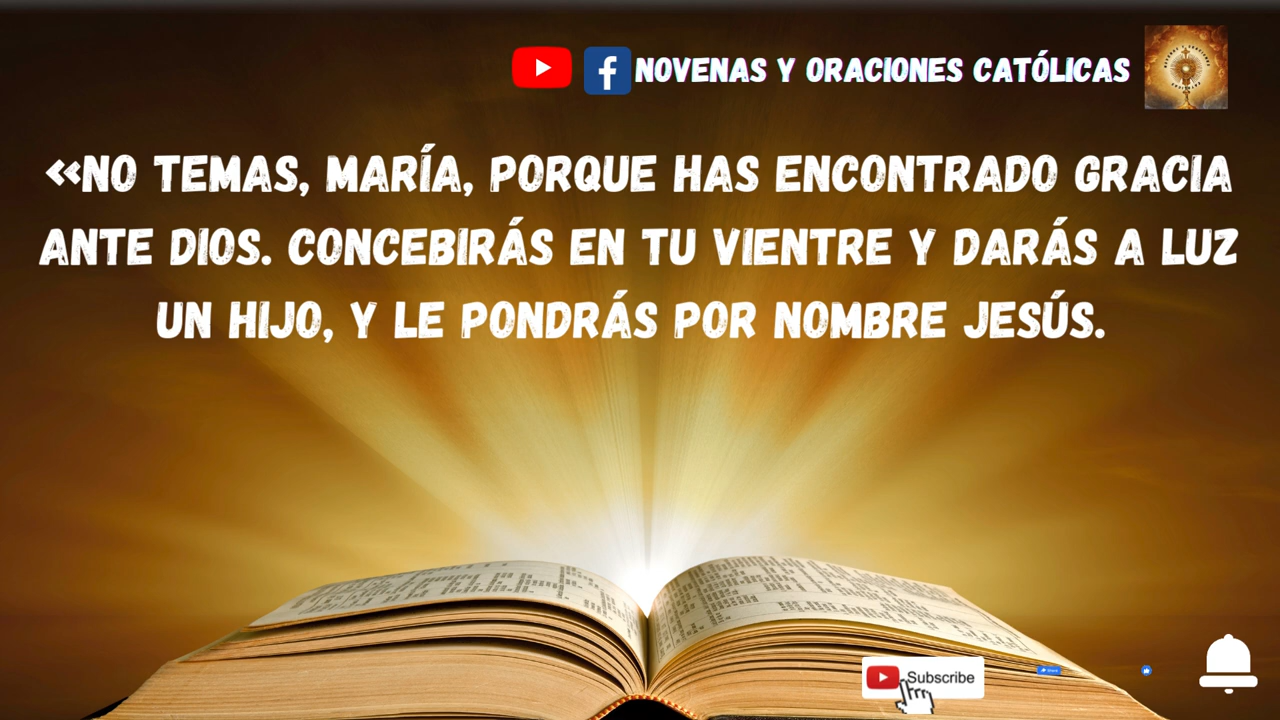 NOVENAS Y ORACIONES CATÓLICAS
«NO TEMAS, MARÍA, PORQUE HAS ENCONTRADO GRACIA
ANTE DIOS. CONCEBIRÁS EN TU VIENTRE Y DARÁS A LUZ
UN HIJO, Y LE PONDRÁS POR NOMBRE JESÚS.
Subscribe